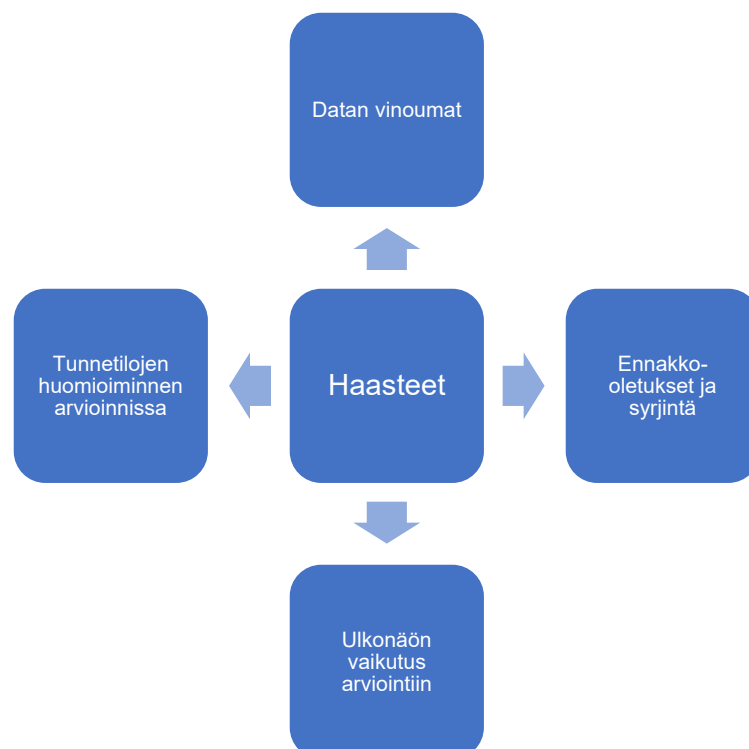 Datan vinoumat
Tunnetilojen
huomioiminnen
arvioinnissa
Haasteet
Ennakko-
oletukset ja
syrjintä
Ulkonäön
vaikutus
arviointiin